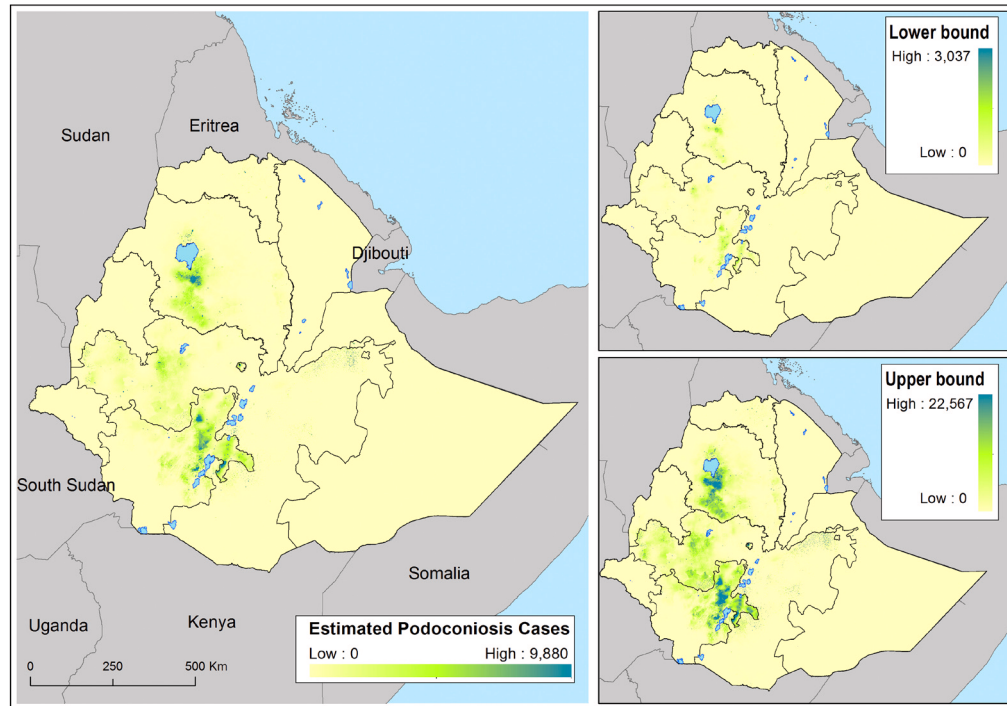 Sudan
Eritrea
Djibouti
South Sudan
Somalia
Uganda
Kenya
Estimated Podoconiosis Cases
Low : 0 High : 9,880
0 250 500 Km
Lower bound
High : 3,037
Low : 0
Upper bound
High : 22,567
Low : 0